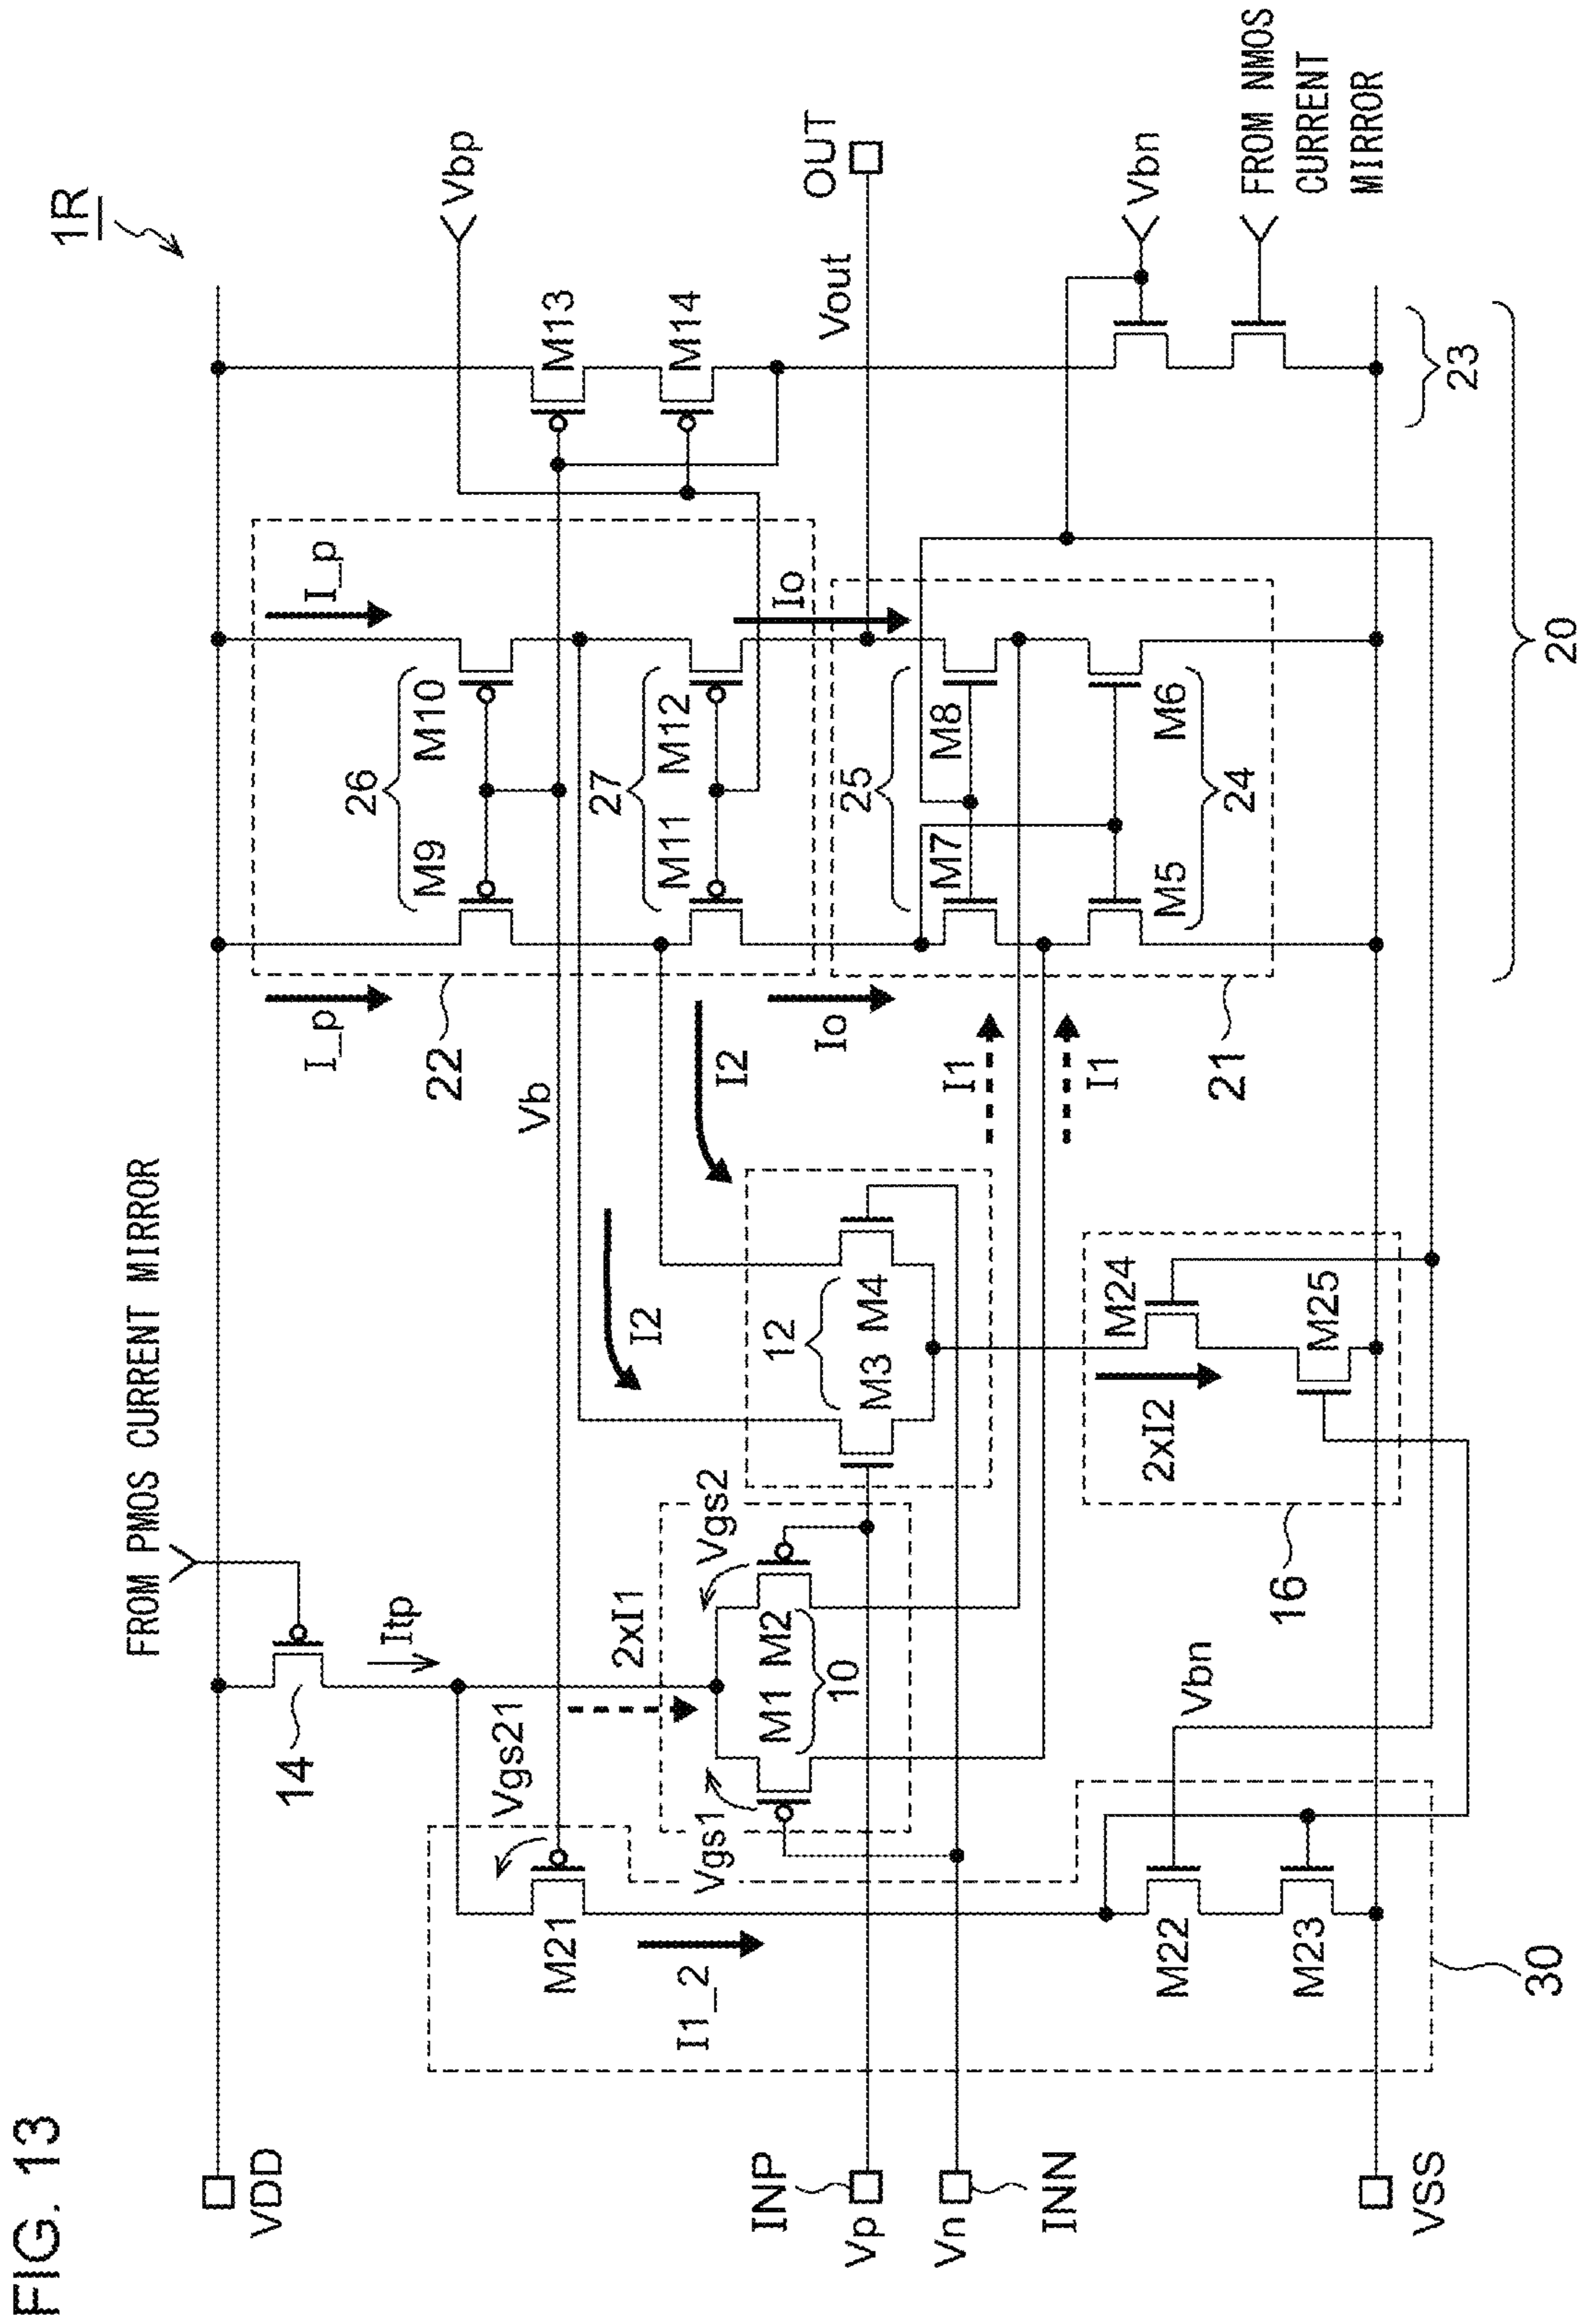 FIG. 13
1R
VDD
FROM PMOS CURRENT MIRROR
14
Itp
Vgs21
M21
I1_2
2xI1
Vgs1
Vgs2
M1
M2
10
INP
Vp
Vn
INN
VSS
M22
M23
30
Vbn
16
M24
M25
2xI2
12
M3
M4
I2
I2
Vb
I1
I1
I_p
I_p
22
26
M9
M10
27
M11
M12
Io
Io
25
M7
M8
M5
M6
24
21
Vbp
M13
M14
OUT
Vout
Vbn
FROM NMOS
CURRENT
MIRROR
23
20